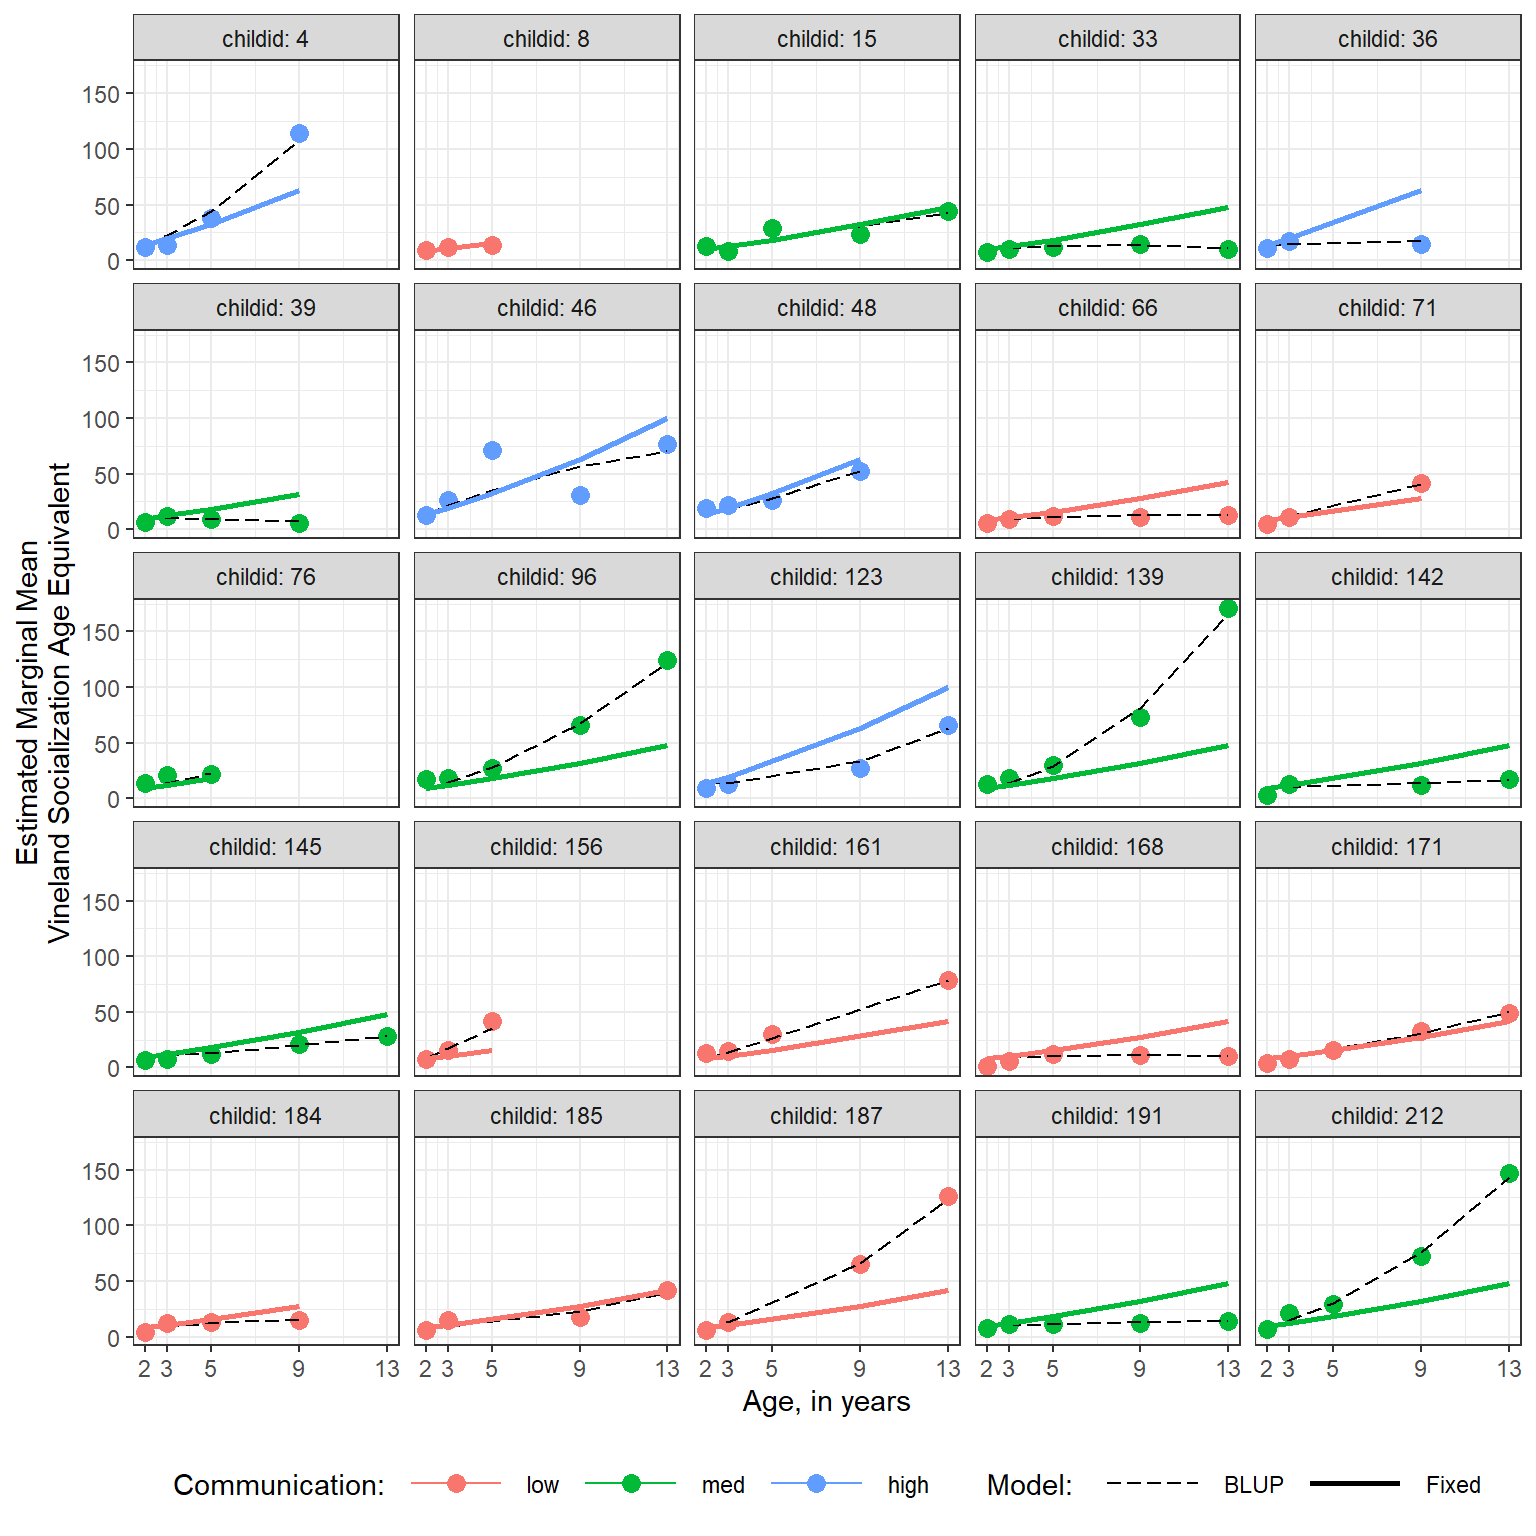 childid: 4
childid: 8
childid: 15
childid: 33
childid: 36
150
100
50
0
childid: 39
childid: 46
childid: 48
childid: 66
childid: 71
150
100
50
0
childid: 76
childid: 96
childid: 123
childid: 139
childid: 142
150
100
50
0
childid: 145
childid: 156
childid: 161
childid: 168
childid: 171
150
100
50
0
childid: 184
childid: 185
childid: 187
childid: 191
childid: 212
150
100
50
0
2 3 5 9 13
2 3 5 9 13
2 3 5 9 13
2 3 5 9 13
2 3 5 9 13
Estimated Marginal Mean
Vineland Socialization Age Equivalent
Age, in years
Communication: low med high Model: BLUP Fixed